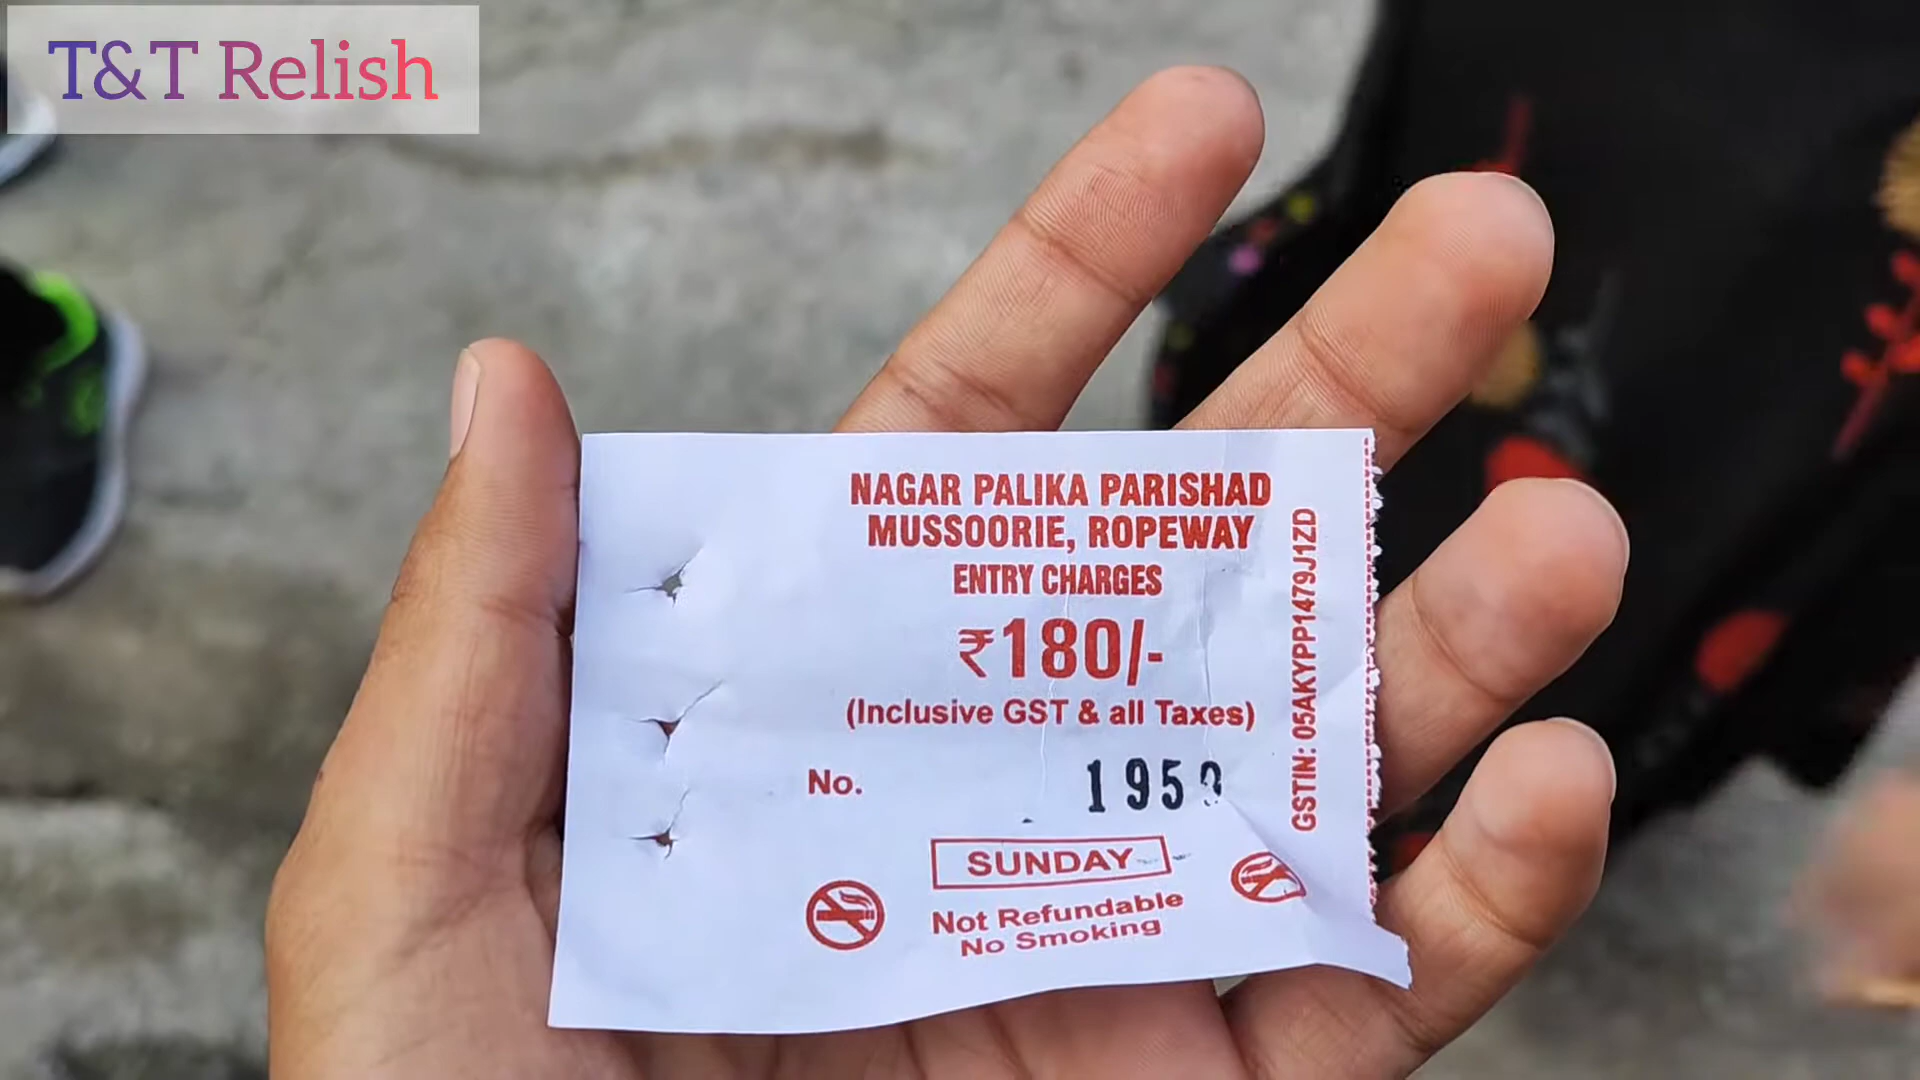 T&T Relish
NAGAR PALIKA PARISHAD
MUSSOORIE, ROPEWAY
ENTRY CHARGES
₹180/-
(Inclusive GST & all Taxes)
No.
SUNDAY
Not Refundable
No Smoking
GSTIN: 05AKYPP1479J1ZD